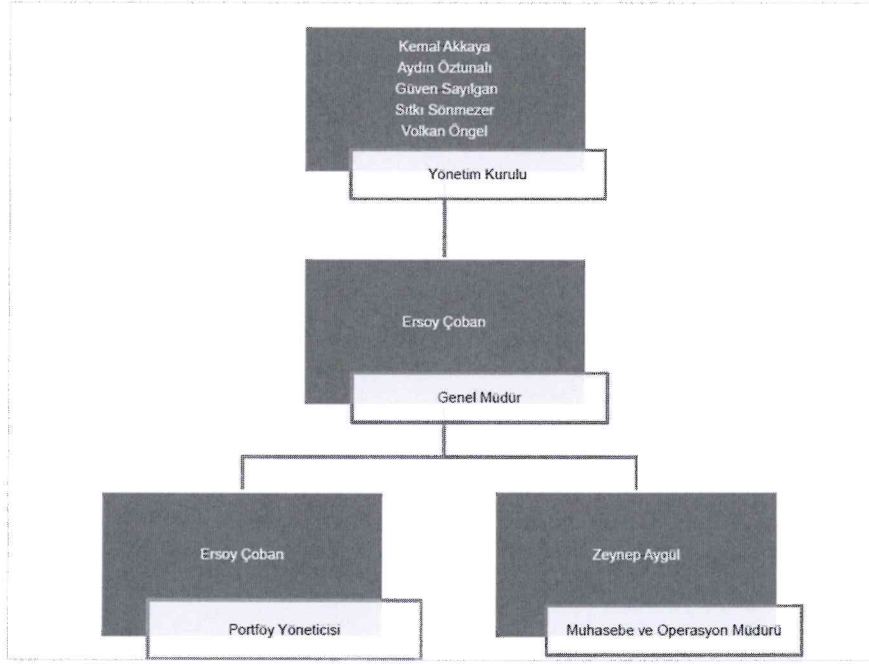 Kemal Akkaya
Aydın Öztunalı
Güven Sayılgan
Sıtkı Sönmezer
Volkan Öngel
Yönetim Kurulu
Ersoy Çoban
Genel Müdür
Ersoy Çoban
Portföy Yöneticisi
Zeynep Aygül
Muhasebe ve Operasyon Müdürü